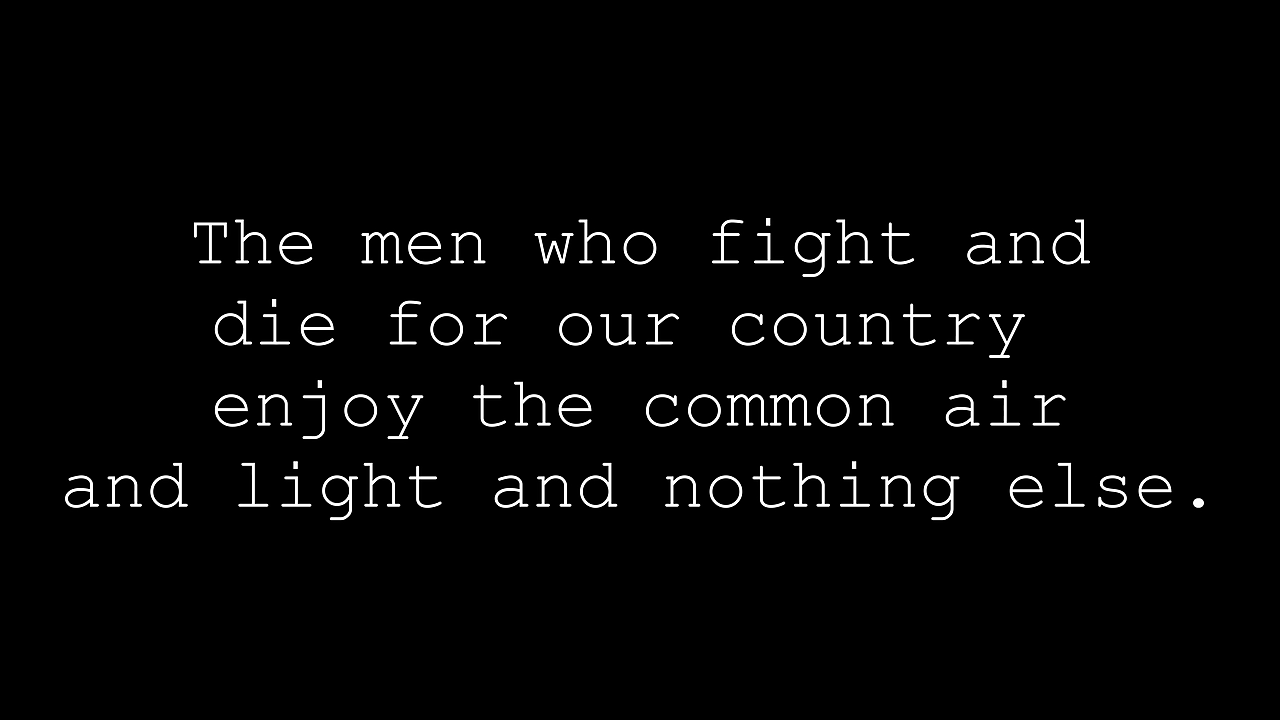 The men who fight and
die for our country
enjoy the common air
and light and nothing else.